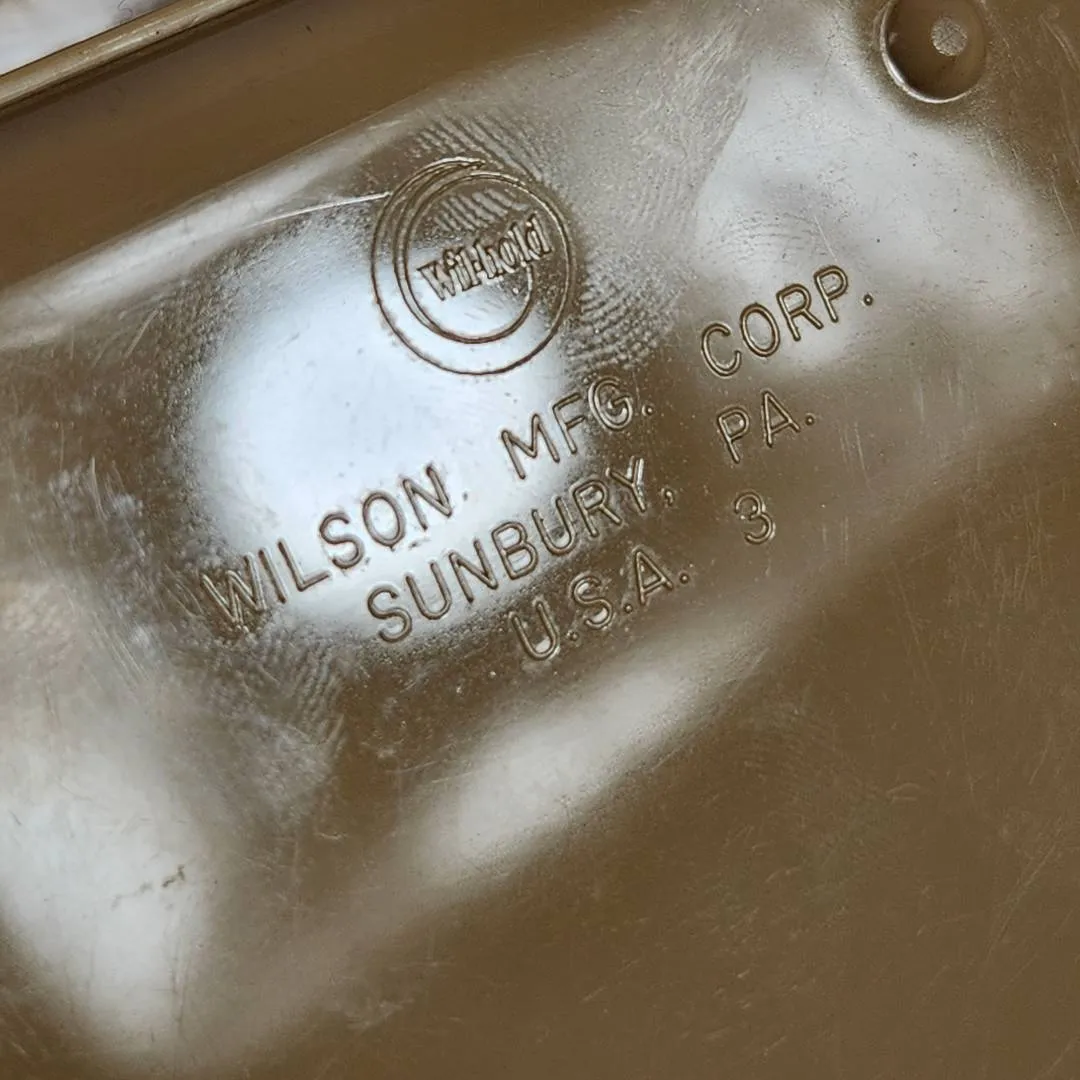 Wil-hold
WILSON MFG. CORP.
SUNBURY, PA.
U.S.A. 3